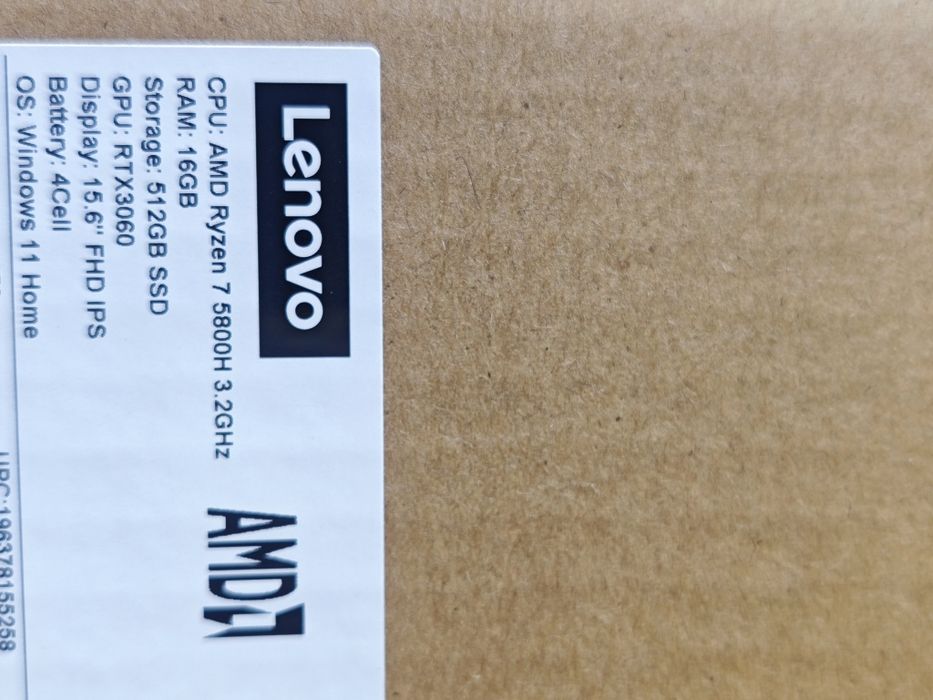 Lenovo
CPU: AMD Ryzen 7 5800H 3.2GHz
RAM: 16GB
Storage: 512GB SSD
GPU: RTX3060
Display: 15.6" FHD IPS
Battery: 4Cell
OS: Windows 11 Home
AMD
UPC:196378155258